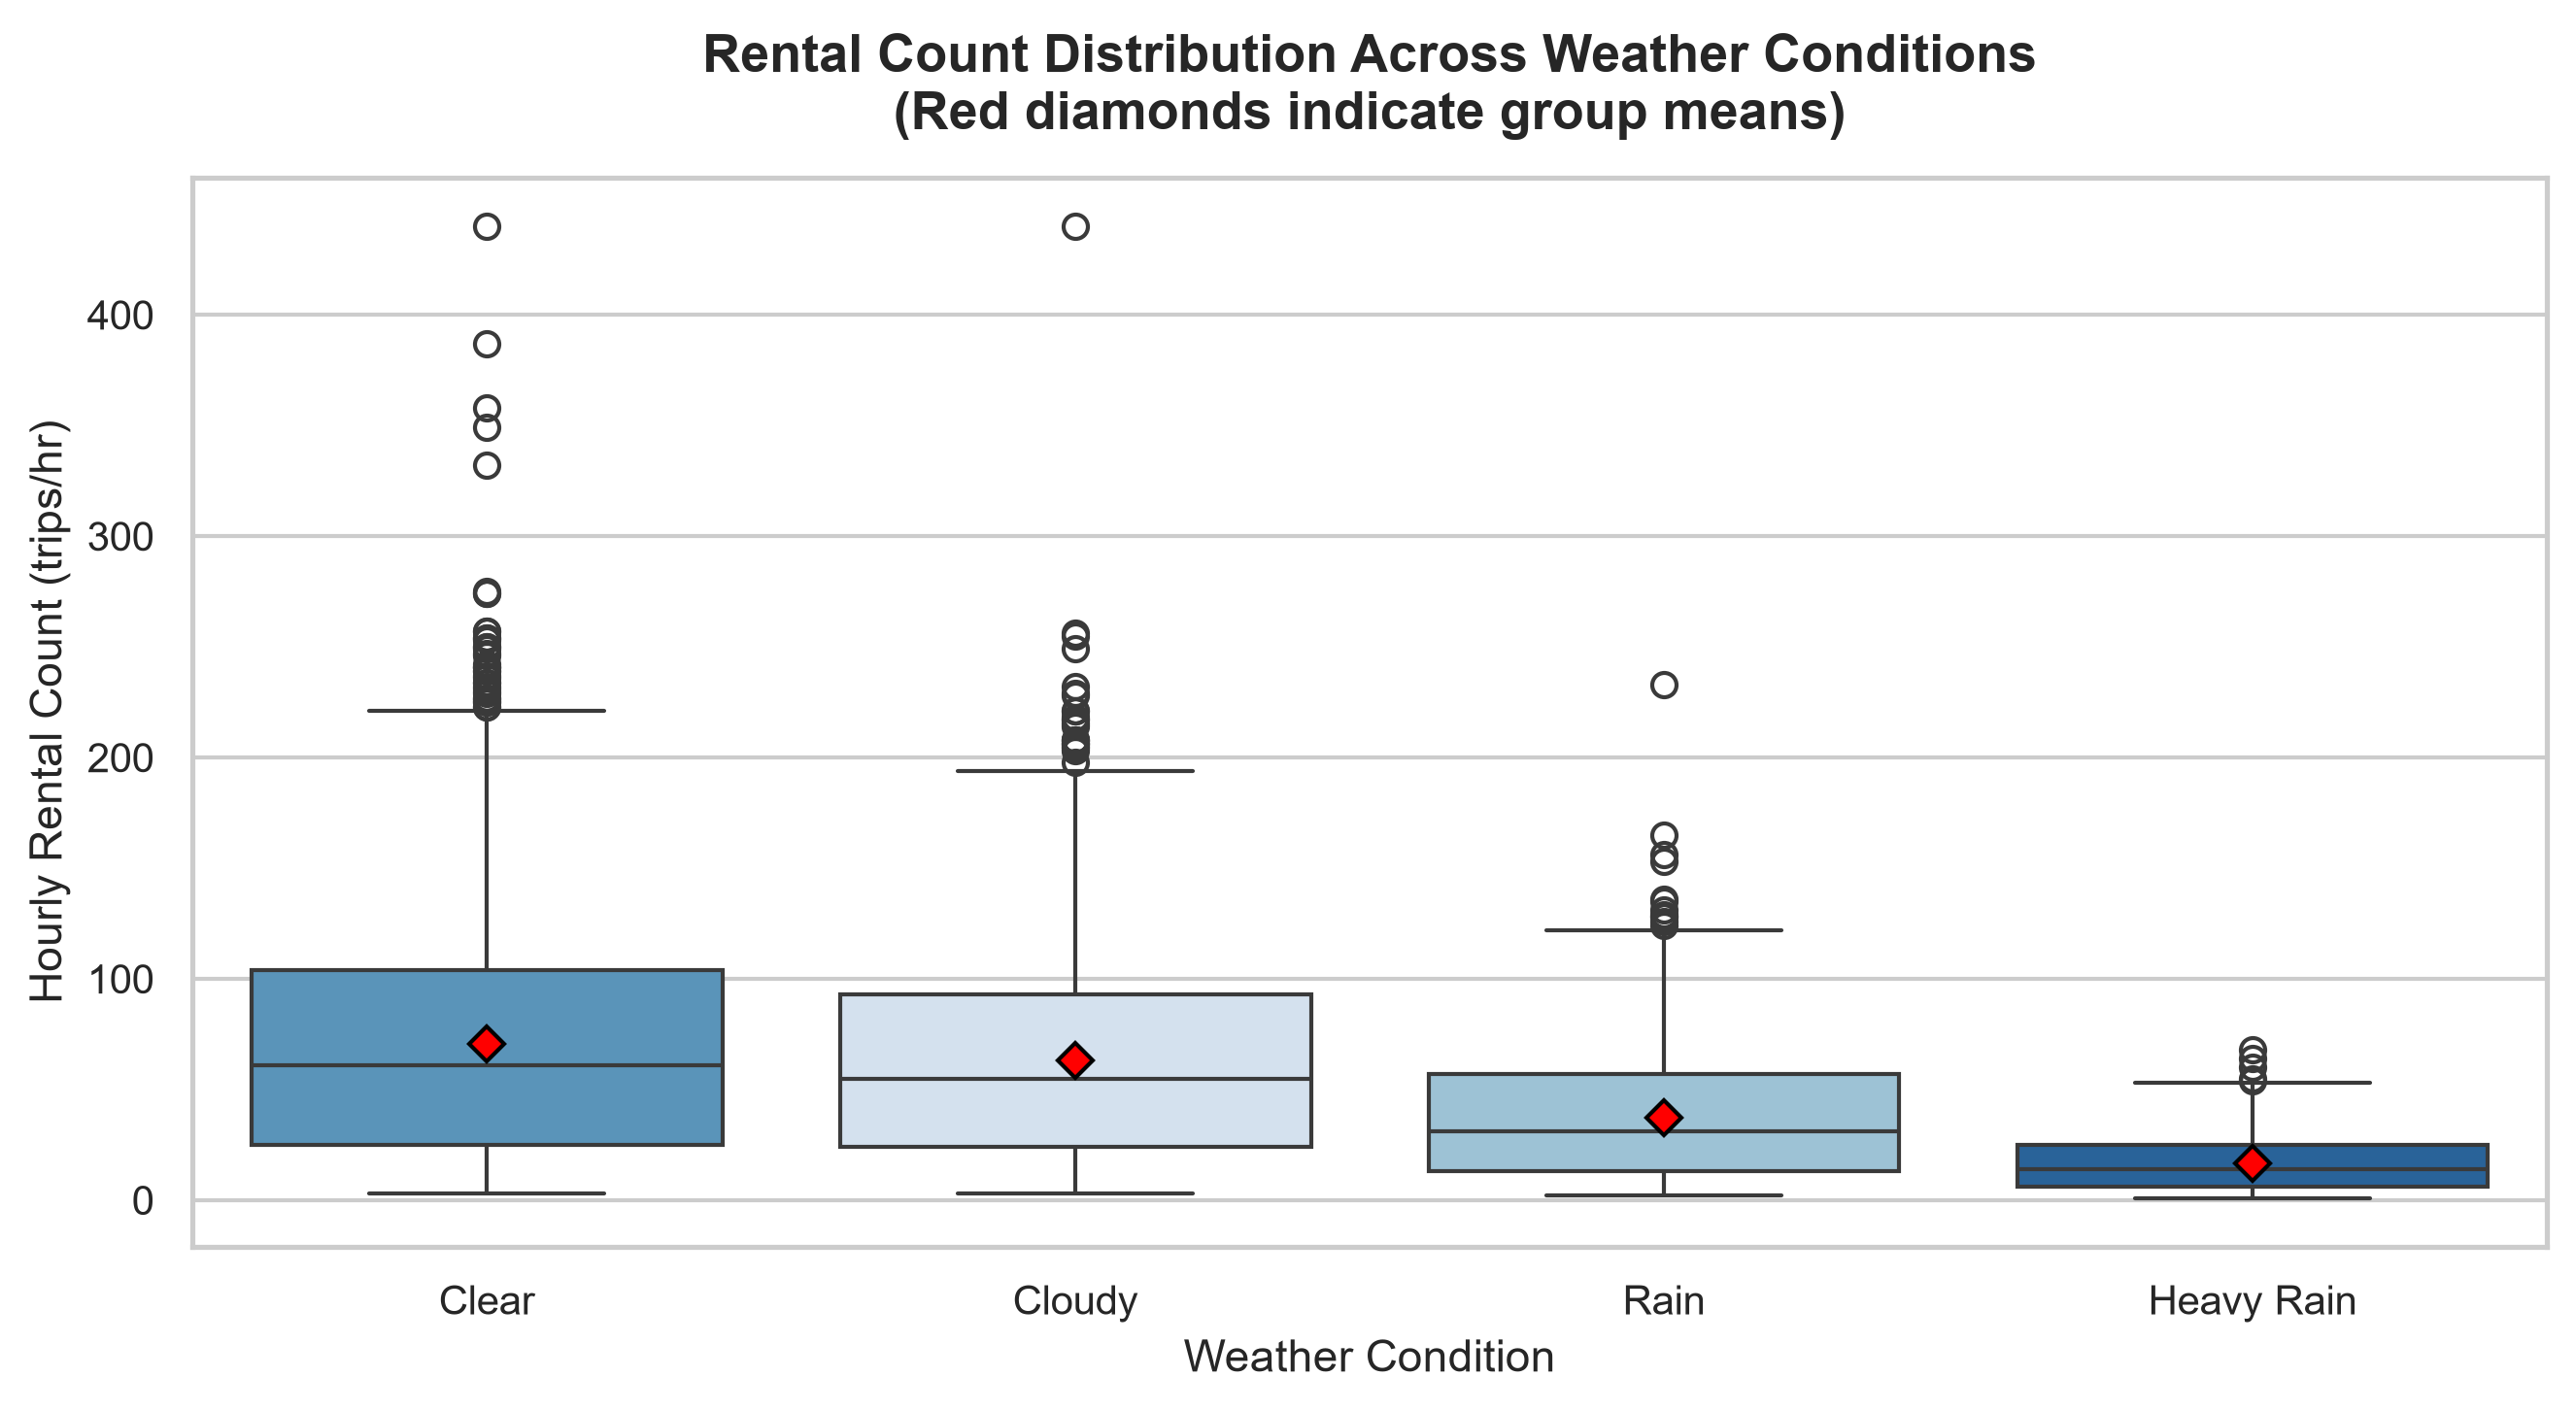 Rental Count Distribution Across Weather Conditions
(Red diamonds indicate group means)
Hourly Rental Count (trips/hr)
400
300
200
100
0
Clear
Cloudy
Rain
Heavy Rain
Weather Condition